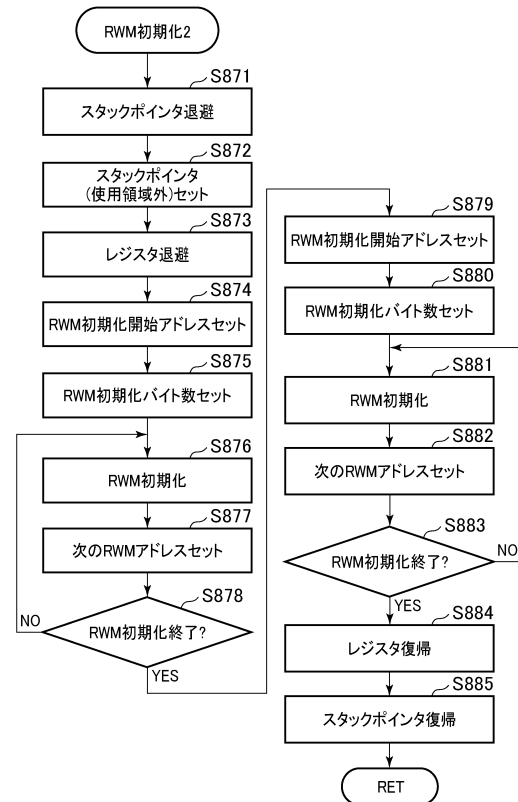 RWM初期化2
S871
スタックポインタ退避
S872
スタックポインタ
(使用領域外)セット
S873
レジスタ退避
S874
RWM初期化開始アドレスセット
S875
RWM初期化バイト数セット
S876
RWM初期化
S877
次のRWMアドレスセット
S878
RWM初期化終了?
NO
YES
S879
RWM初期化開始アドレスセット
S880
RWM初期化バイト数セット
S881
RWM初期化
S882
次のRWMアドレスセット
S883
RWM初期化終了?
NO
YES
S884
レジスタ復帰
S885
スタックポインタ復帰
RET